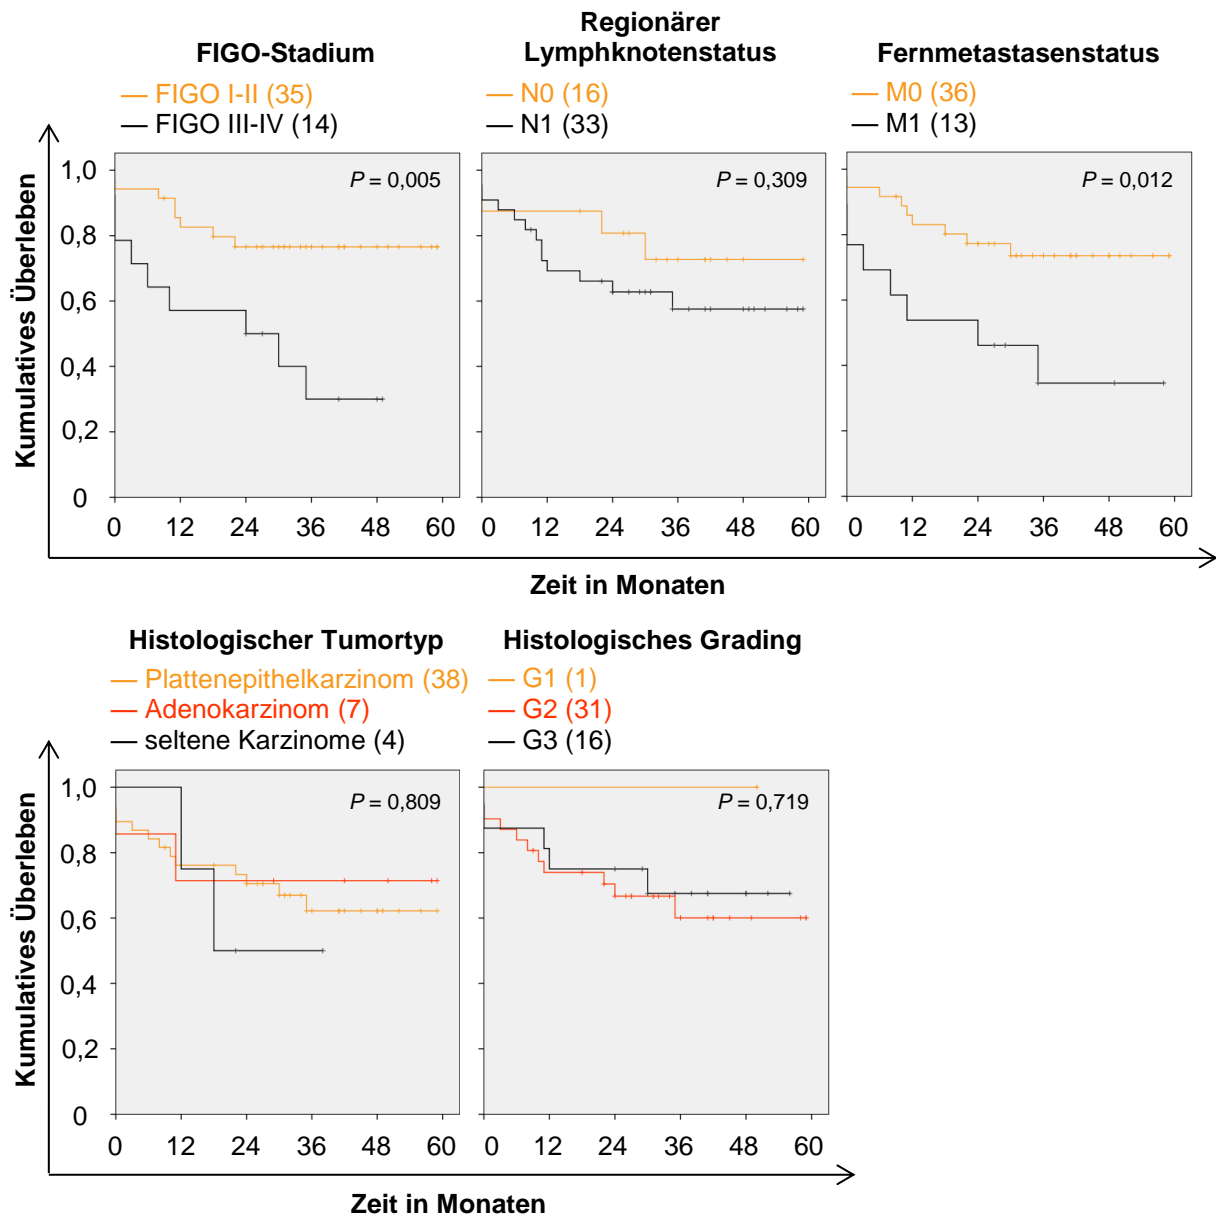 FIGO-Stadium
FIGO I-II (35)
FIGO III-IV (14)
Regionärer
Lymphknotenstatus
N0 (16)
N1 (33)
Fernmetastasenstatus
M0 (36)
M1 (13)
Kumulatives Überleben
1,0
0,8
0,6
0,4
0,2
0
P = 0,005
P = 0,309
P = 0,012
0 12 24 36 48 60
0 12 24 36 48 60
0 12 24 36 48 60
Zeit in Monaten
Histologischer Tumortyp
Plattenepithelkarzinom (38)
Adenokarzinom (7)
seltene Karzinome (4)
Histologisches Grading
G1 (1)
G2 (31)
G3 (16)
Kumulatives Überleben
1,0
0,8
0,6
0,4
0,2
0
P = 0,809
P = 0,719
0 12 24 36 48 60
0 12 24 36 48 60
Zeit in Monaten